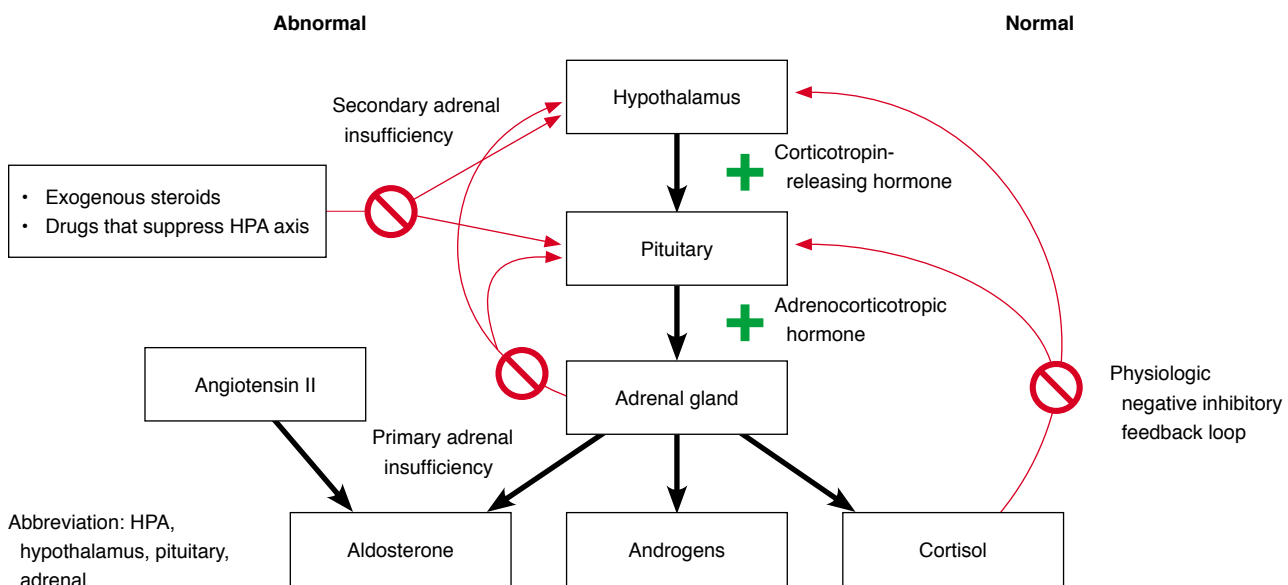 Abnormal
Normal
Secondary adrenal
insufficiency
Hypothalamus
Corticotropin-
releasing hormone
• Exogenous steroids
• Drugs that suppress HPA axis
Pituitary
Adrenocorticotropic
hormone
Angiotensin II
Adrenal gland
Physiologic
negative inhibitory
feedback loop
Primary adrenal
insufficiency
Abbreviation: HPA,
hypothalamus, pituitary,
adrenal
Aldosterone
Androgens
Cortisol